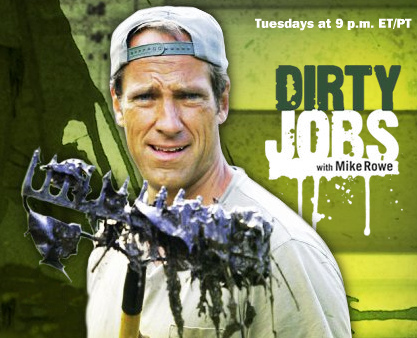 Tuesdays at 9 p.m. ET/PT
DIRTY
JOBS
with Mike Rowe